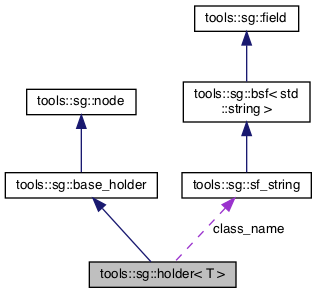 tools::sg::field
tools::sg::node
tools::sg::bsf< std
::string >
tools::sg::base_holder
tools::sg::sf_string
class_name
tools::sg::holder< T >